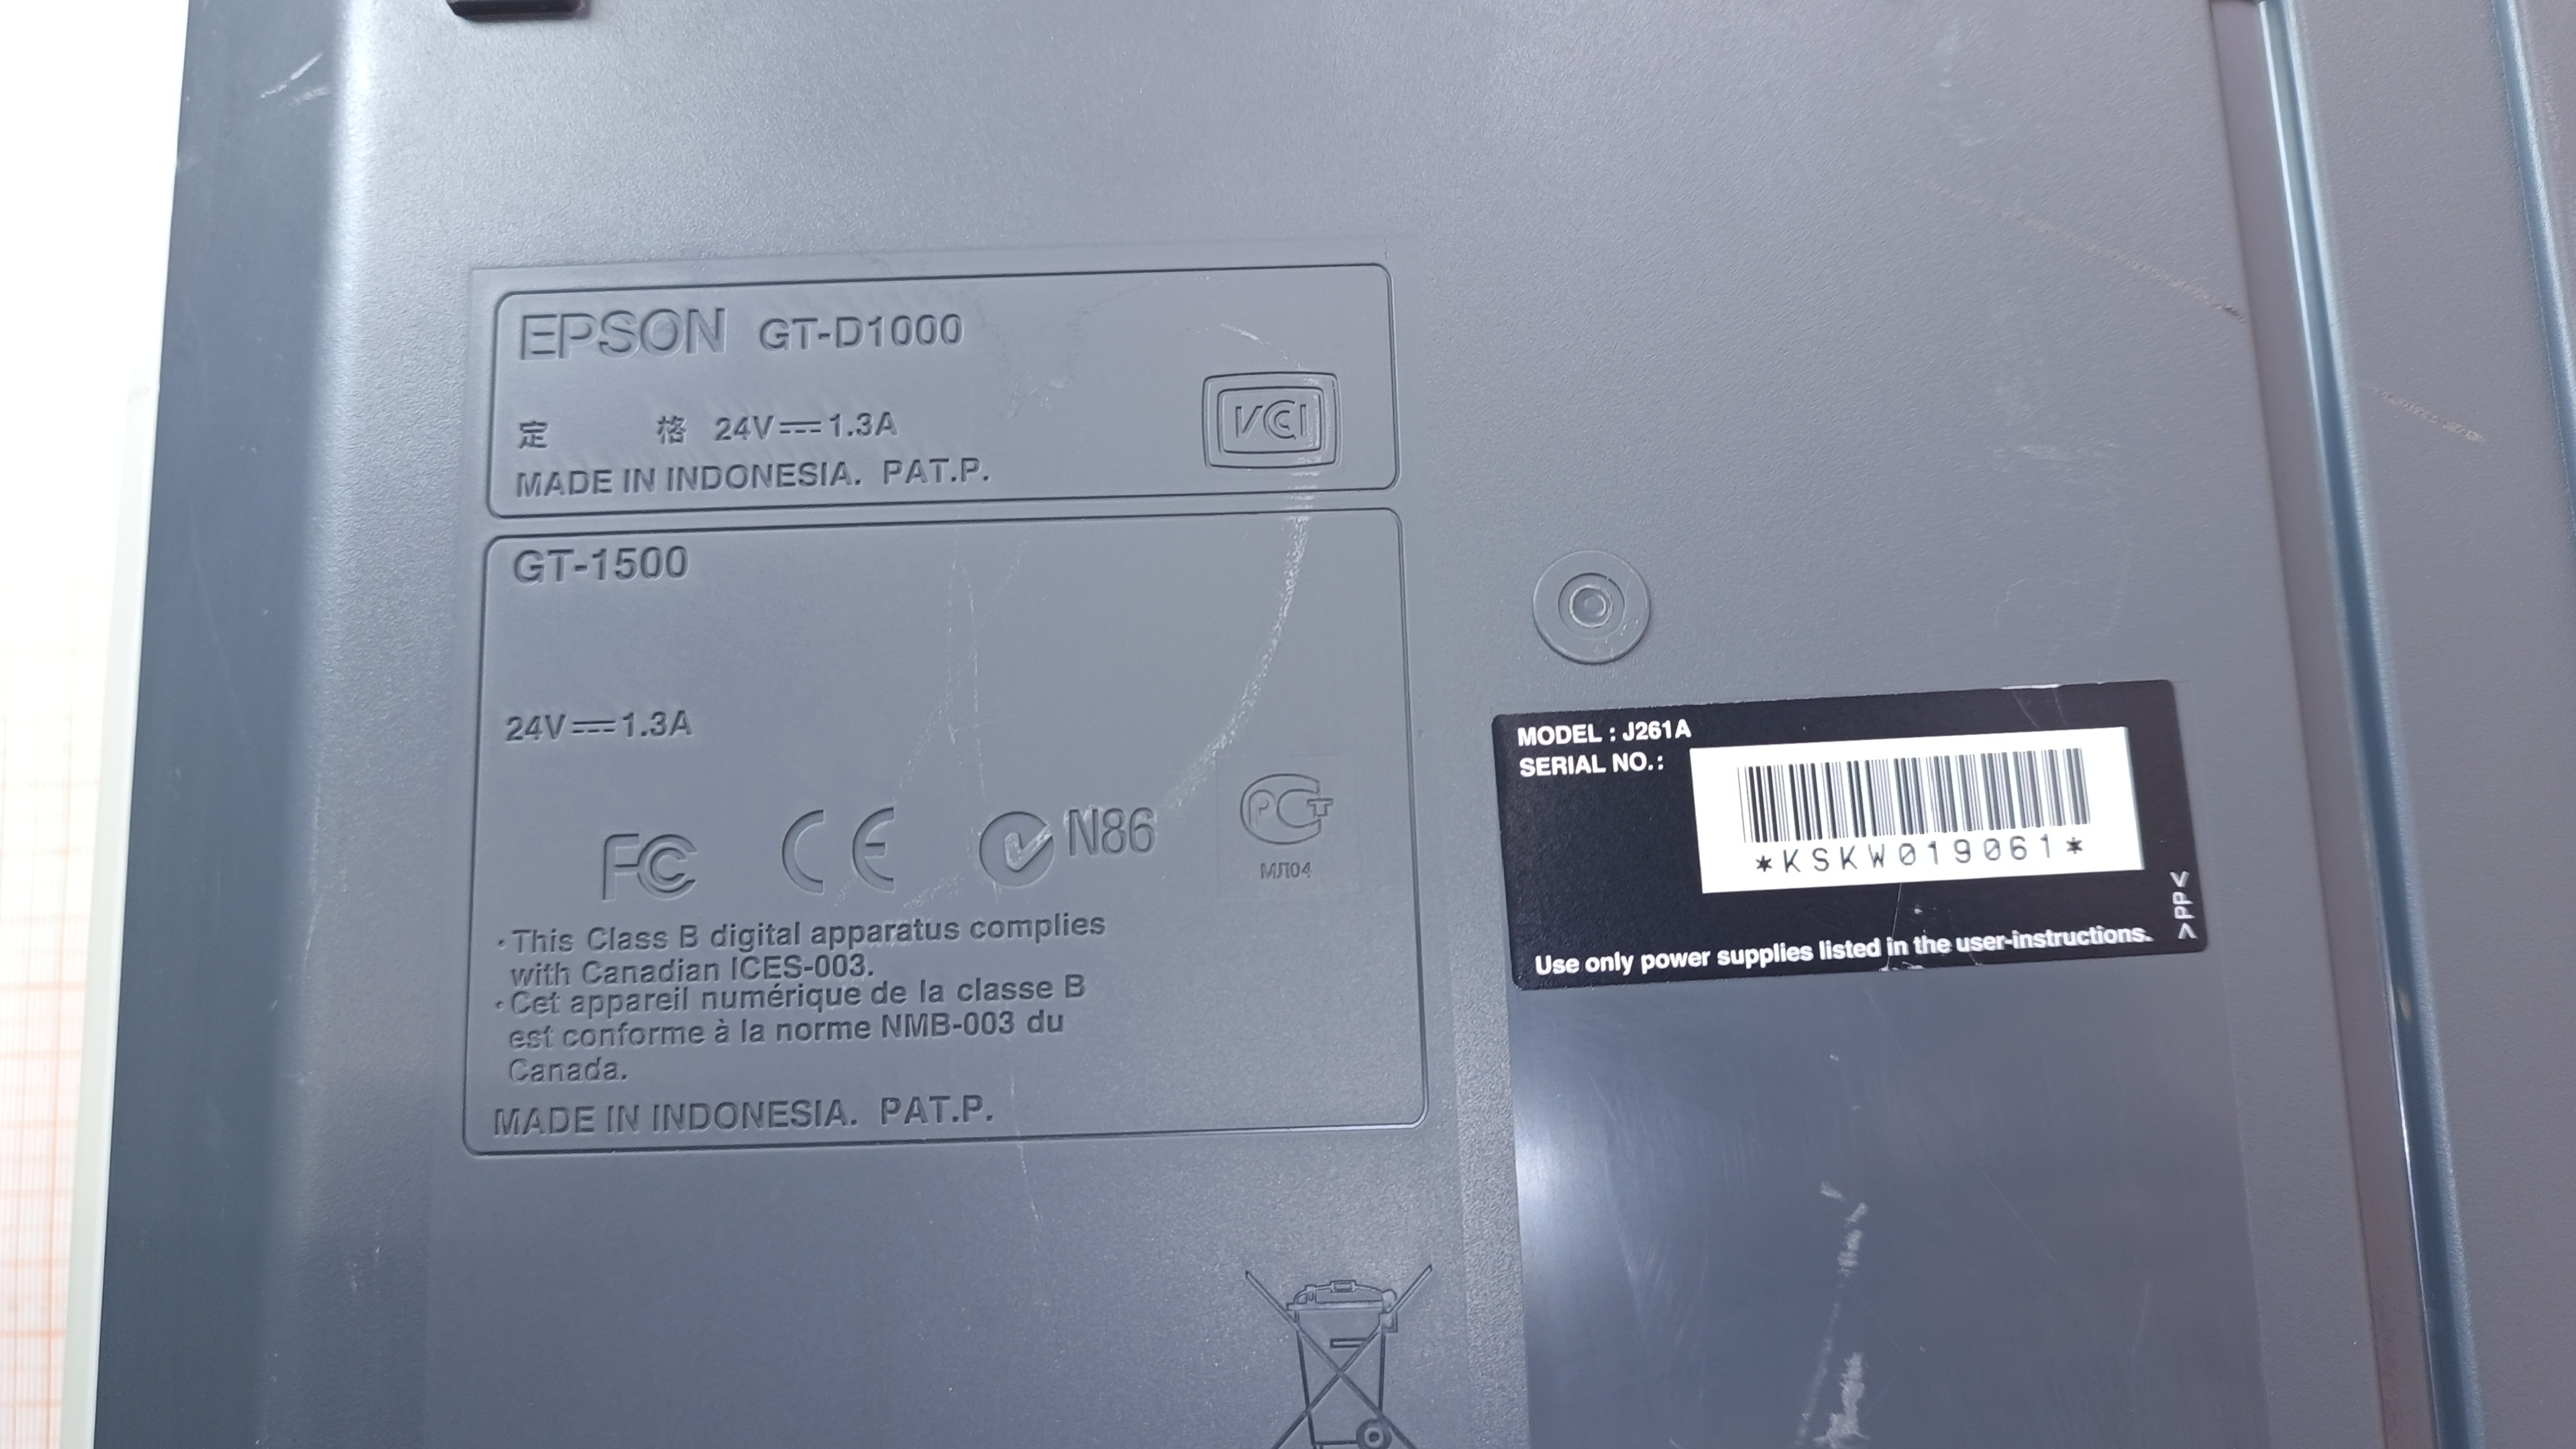 EPSON GT-D1000
定 格 24V⎓1.3A
VCI
MADE IN INDONESIA. PAT.P.
GT-1500
24V⎓1.3A
FC CE N86 РСТ
МЛ04
•This Class B digital apparatus complies
with Canadian ICES-003.
•Cet appareil numérique de la classe B
est conforme à la norme NMB-003 du
Canada.
MADE IN INDONESIA. PAT.P.
MODEL : J261A
SERIAL NO.:
*KSKW019061*
>PP<
Use only power supplies listed in the user-instructions.